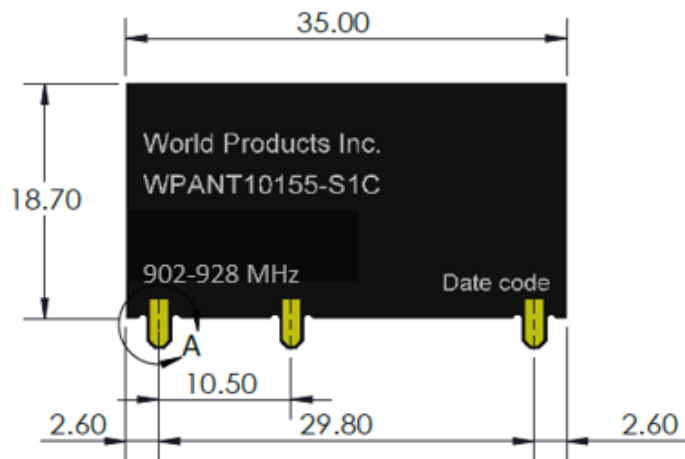 35.00
18.70
World Products Inc.
WPANT10155-S1C
902-928 MHz
Date code
A
10.50
2.60
29.80
2.60